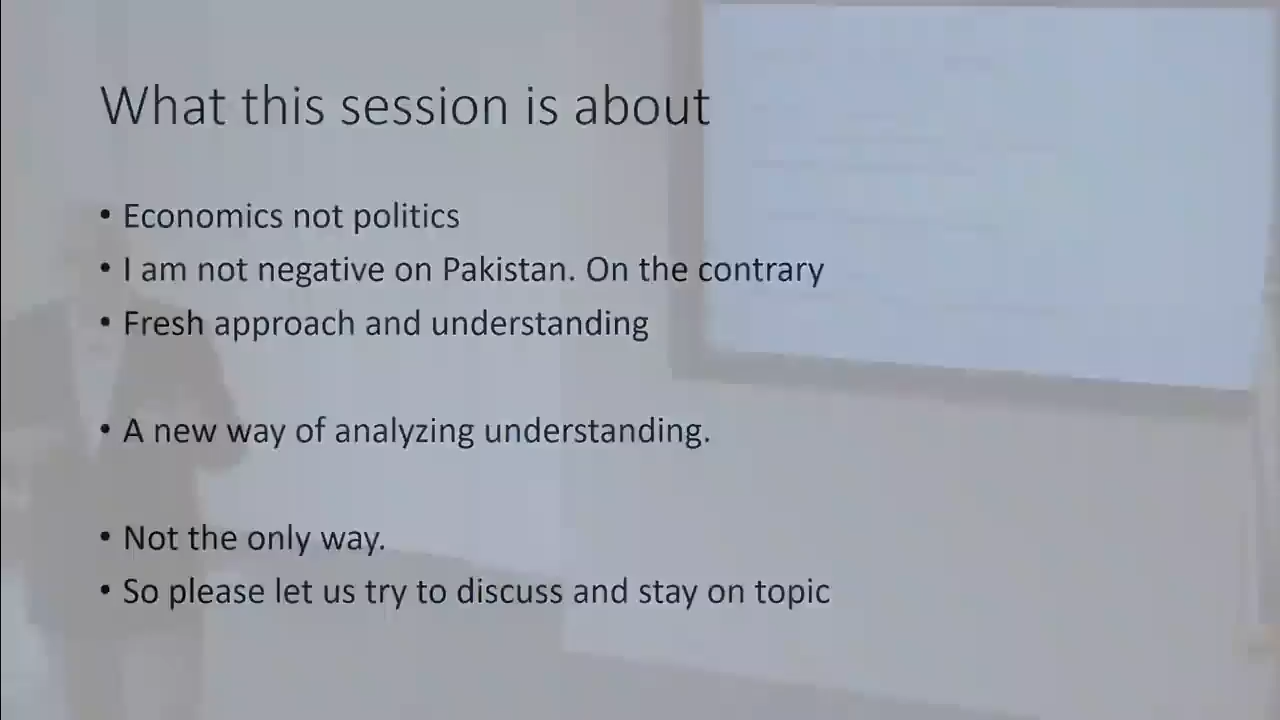 What this session is about
• Economics not politics
• I am not negative on Pakistan. On the contrary
• Fresh approach and understanding
• A new way of analyzing understanding.
• Not the only way.
• So please let us try to discuss and stay on topic